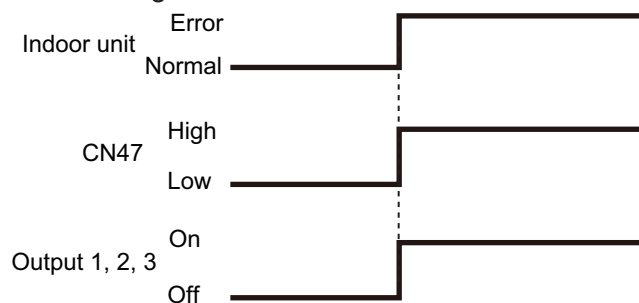 Error
Indoor unit
Normal
High
CN47
Low
On
Output 1, 2, 3
Off